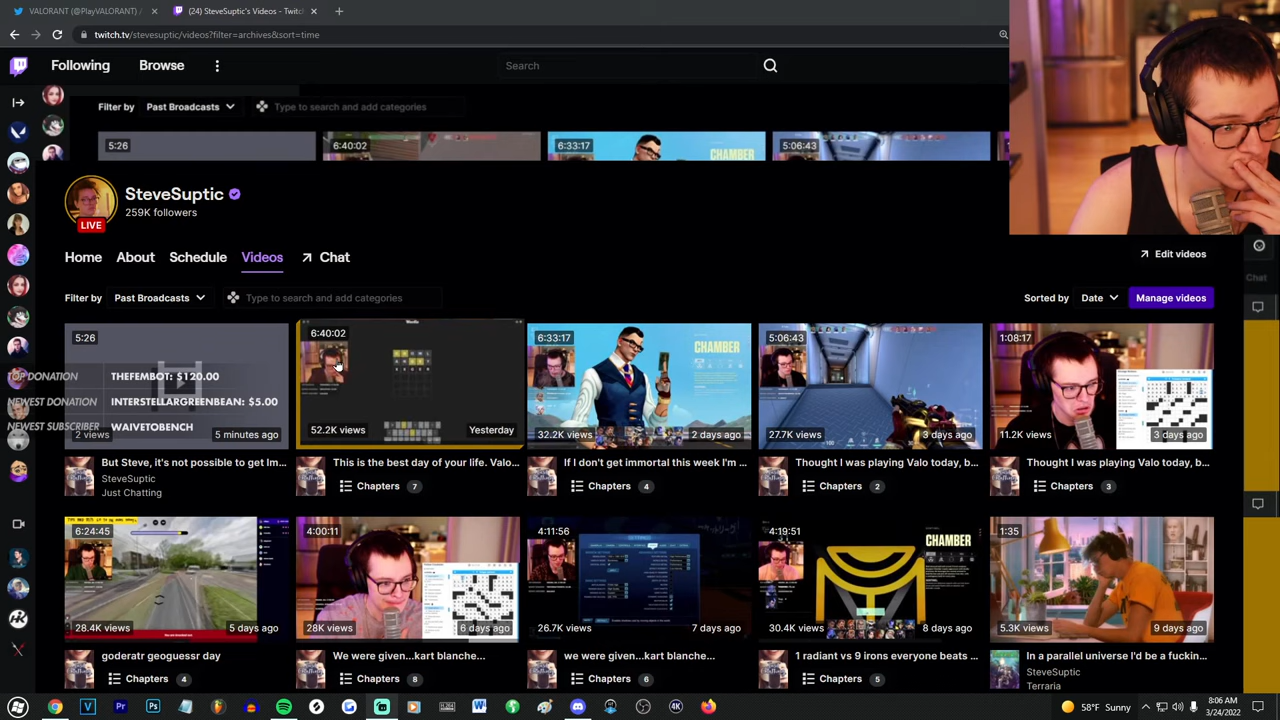 VALORANT (@PlayVALORANT) /
(24) SteveSuptic's Videos - Twitc
twitch.tv/stevesuptic/videos?filter=archives&sort=time
Following
Browse
Search
Filter by
Past Broadcasts
Type to search and add categories
5:26
6:40:02
6:33:17
CHAMBER
5:06:43
SteveSuptic
259K followers
LIVE
Home
About
Schedule
Videos
Chat
Edit videos
Filter by
Past Broadcasts
Type to search and add categories
Sorted by
Date
Manage videos
Chat
5:26
6:40:02
6:33:17
5:06:43
1:08:17
CHAMBER
DONATION
THEFEMBOT: $120.00
NEWEST DONATION
INTERSTELLARGREENBEAN: $5.00
NEWEST SUBSCRIBER
WAYTETOBENCH
views
5 minutes ago
52.2K views
Yesterday
32.2K views
days ago
views
3 days ago
11.2K views
3 days ago
But Steve it's not possible it's an Im...
SteveSuptic
Just Chatting
This is the best day of your life. Valo...
Chapters 7
If I don't get immortal this week I'm ...
Chapters 4
Thought I was playing Valo today, b...
Chapters 2
Thought I was playing Valo today, b...
Chapters 3
6:24:45
4:00:11
4:11:56
4:19:51
CHAMBER
1:35
28.4K views
days ago
28K views
6 days ago
26.7K views
7 days ago
30.4K views
8 days ago
5.3K views
9 days ago
goderatr geoguessr day
Chapters 4
We were given...kart blanche...
Chapters 8
we were given...kart blanche...
Chapters 6
1 radiant vs 9 irons everyone beats ...
Chapters 5
In a parallel universe I'd be a fuckin...
SteveSuptic
Terraria
58°F Sunny
8:06 AM
3/24/2022